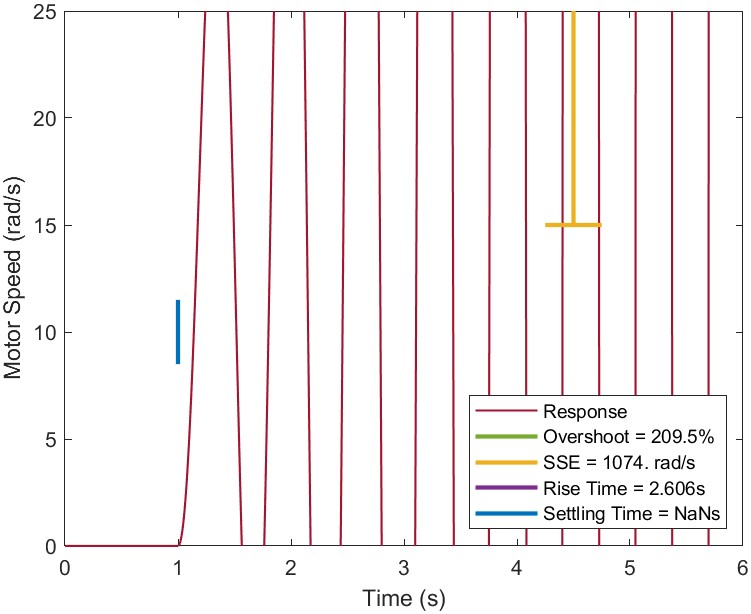 25
20
15
10
5
0
Motor Speed (rad/s)
0 1 2 3 4 5 6
Time (s)
Response
Overshoot = 209.5%
SSE = 1074. rad/s
Rise Time = 2.606s
Settling Time = NaNs